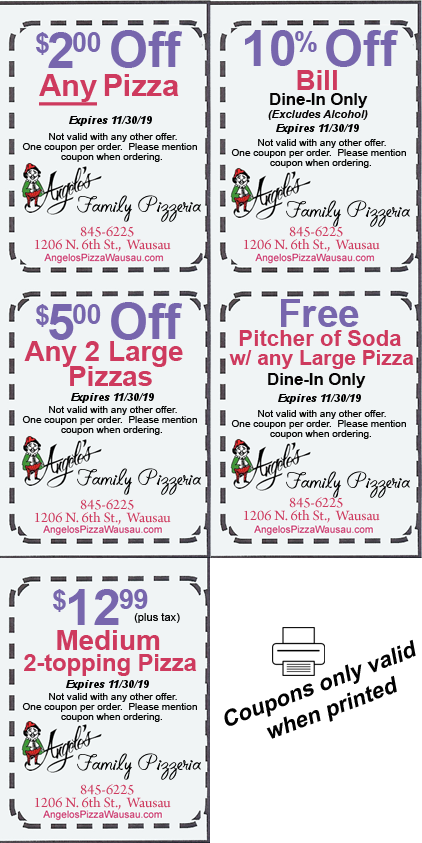 $2.00 Off
Any Pizza
Expires 11/30/19
Not valid with any other offer.
One coupon per order. Please mention
coupon when ordering.
Angelo's
Family Pizzeria
845-6225
1206 N. 6th St., Wausau
AngelosPizzaWausau.com
10% Off
Bill
Dine-In Only
(Excludes Alcohol)
Expires 11/30/19
Not valid with any other offer.
One coupon per order. Please mention
coupon when ordering.
Angelo's
Family Pizzeria
845-6225
1206 N. 6th St., Wausau
AngelosPizzaWausau.com
$5.00 Off
Any 2 Large
Pizzas
Expires 11/30/19
Not valid with any other offer.
One coupon per order. Please mention
coupon when ordering.
Angelo's
Family Pizzeria
845-6225
1206 N. 6th St., Wausau
AngelosPizzaWausau.com
Free
Pitcher of Soda
w/ any Large Pizza
Dine-In Only
Expires 11/30/19
Not valid with any other offer.
One coupon per order. Please mention
coupon when ordering.
Angelo's
Family Pizzeria
845-6225
1206 N. 6th St., Wausau
AngelosPizzaWausau.com
$12.99
(plus tax)
Medium
2-topping Pizza
Expires 11/30/19
Not valid with any other offer.
One coupon per order. Please mention
coupon when ordering.
Angelo's
Family Pizzeria
845-6225
1206 N. 6th St., Wausau
AngelosPizzaWausau.com
Coupons only valid
when printed